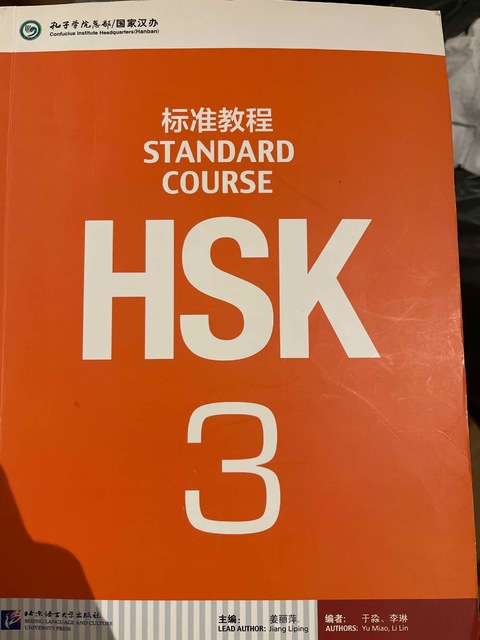 孔子学院总部/国家汉办
Confucius Institute Headquarters(Hanban)
标准教程
STANDARD
COURSE
HSK
3
北京语言大学出版社
BEIJING LANGUAGE AND CULTURE
UNIVERSITY PRESS
主编: 姜丽萍
LEAD AUTHOR: Jiang Liping
编者: 于淼、李琳
AUTHORS: Yu Miao, Li Lin